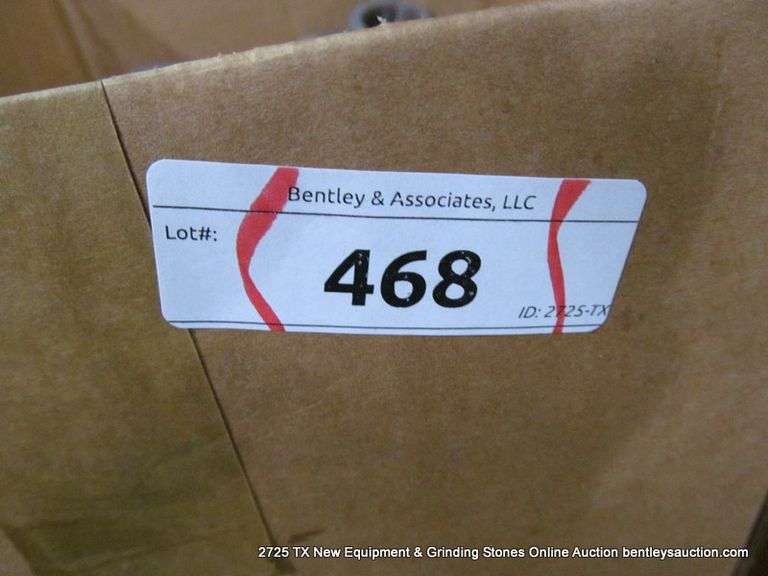 Bentley & Associates, LLC
Lot#:
468
ID: 2725-TX
2725 TX New Equipment & Grinding Stones Online Auction bentleysauction.com